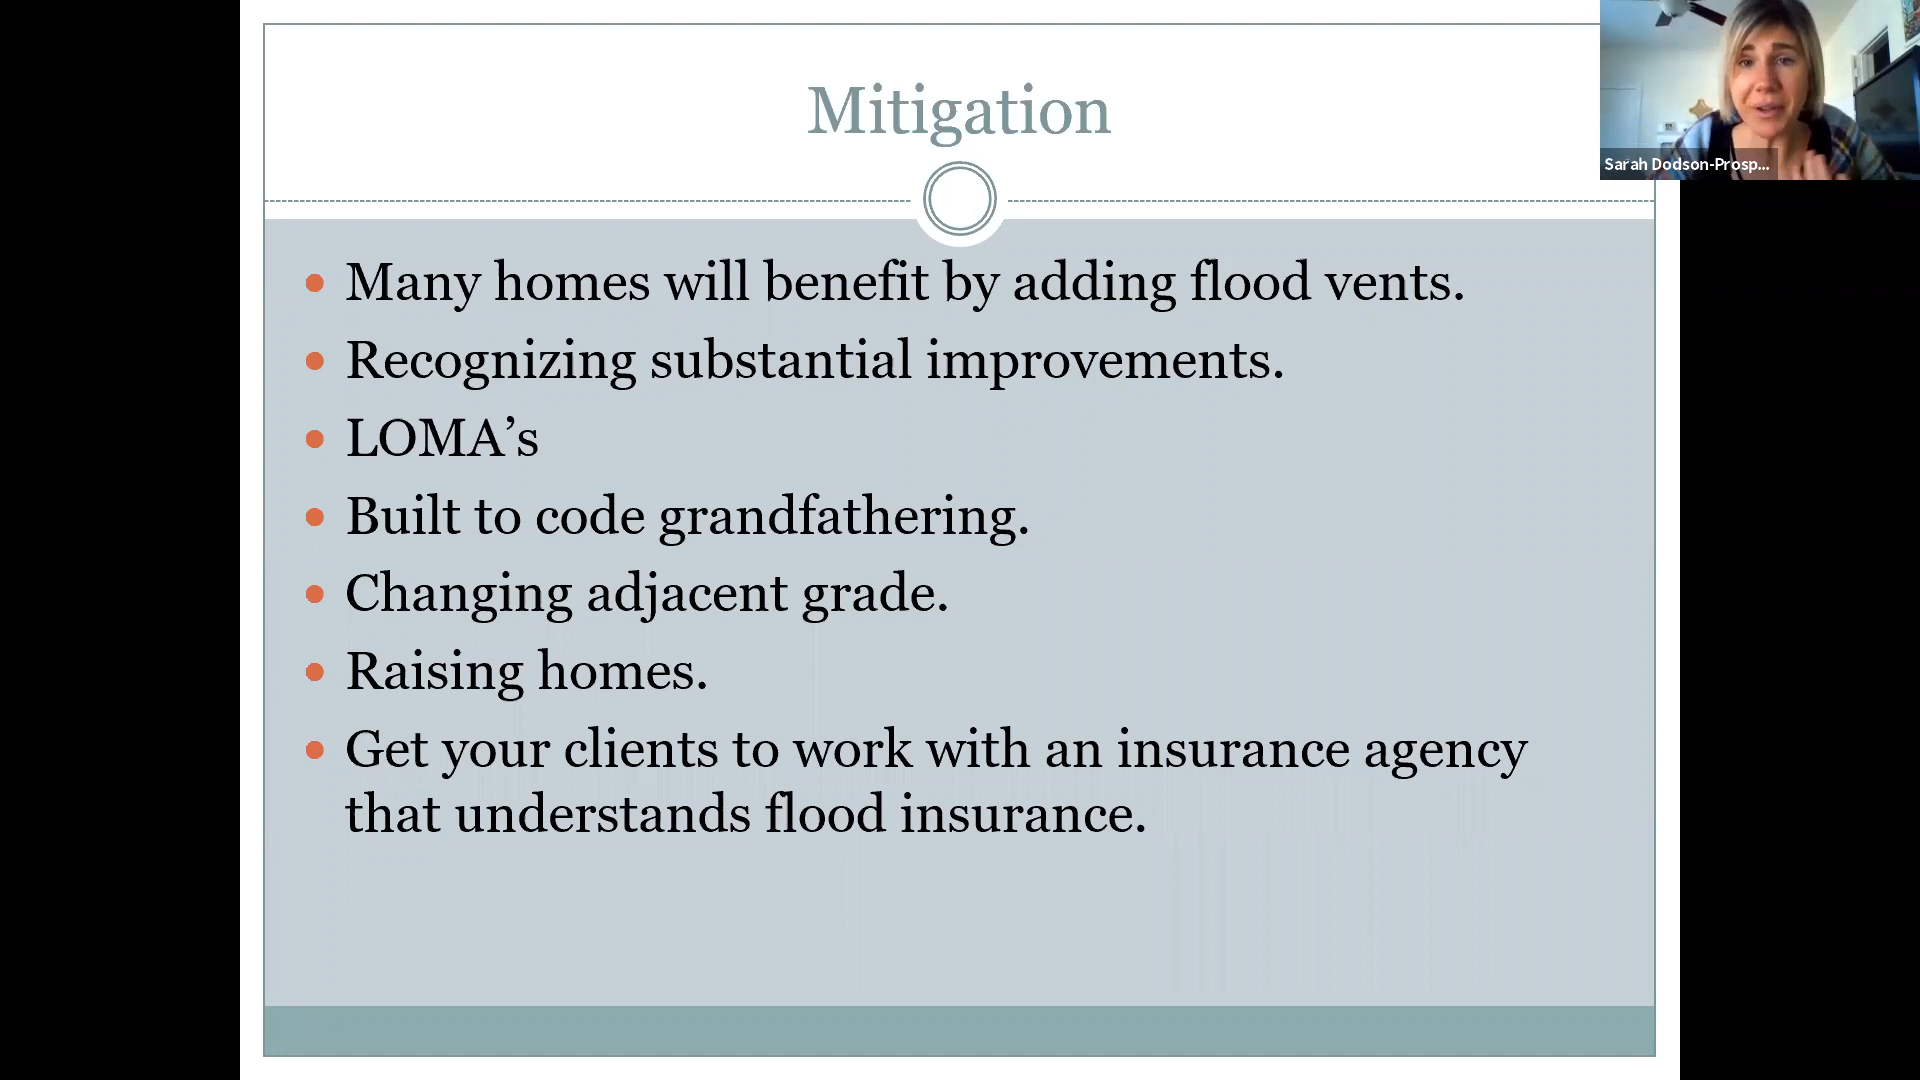 Mitigation
Sarah Dodson-Prosp...
Many homes will benefit by adding flood vents.
Recognizing substantial improvements.
LOMA’s
Built to code grandfathering.
Changing adjacent grade.
Raising homes.
Get your clients to work with an insurance agency
that understands flood insurance.